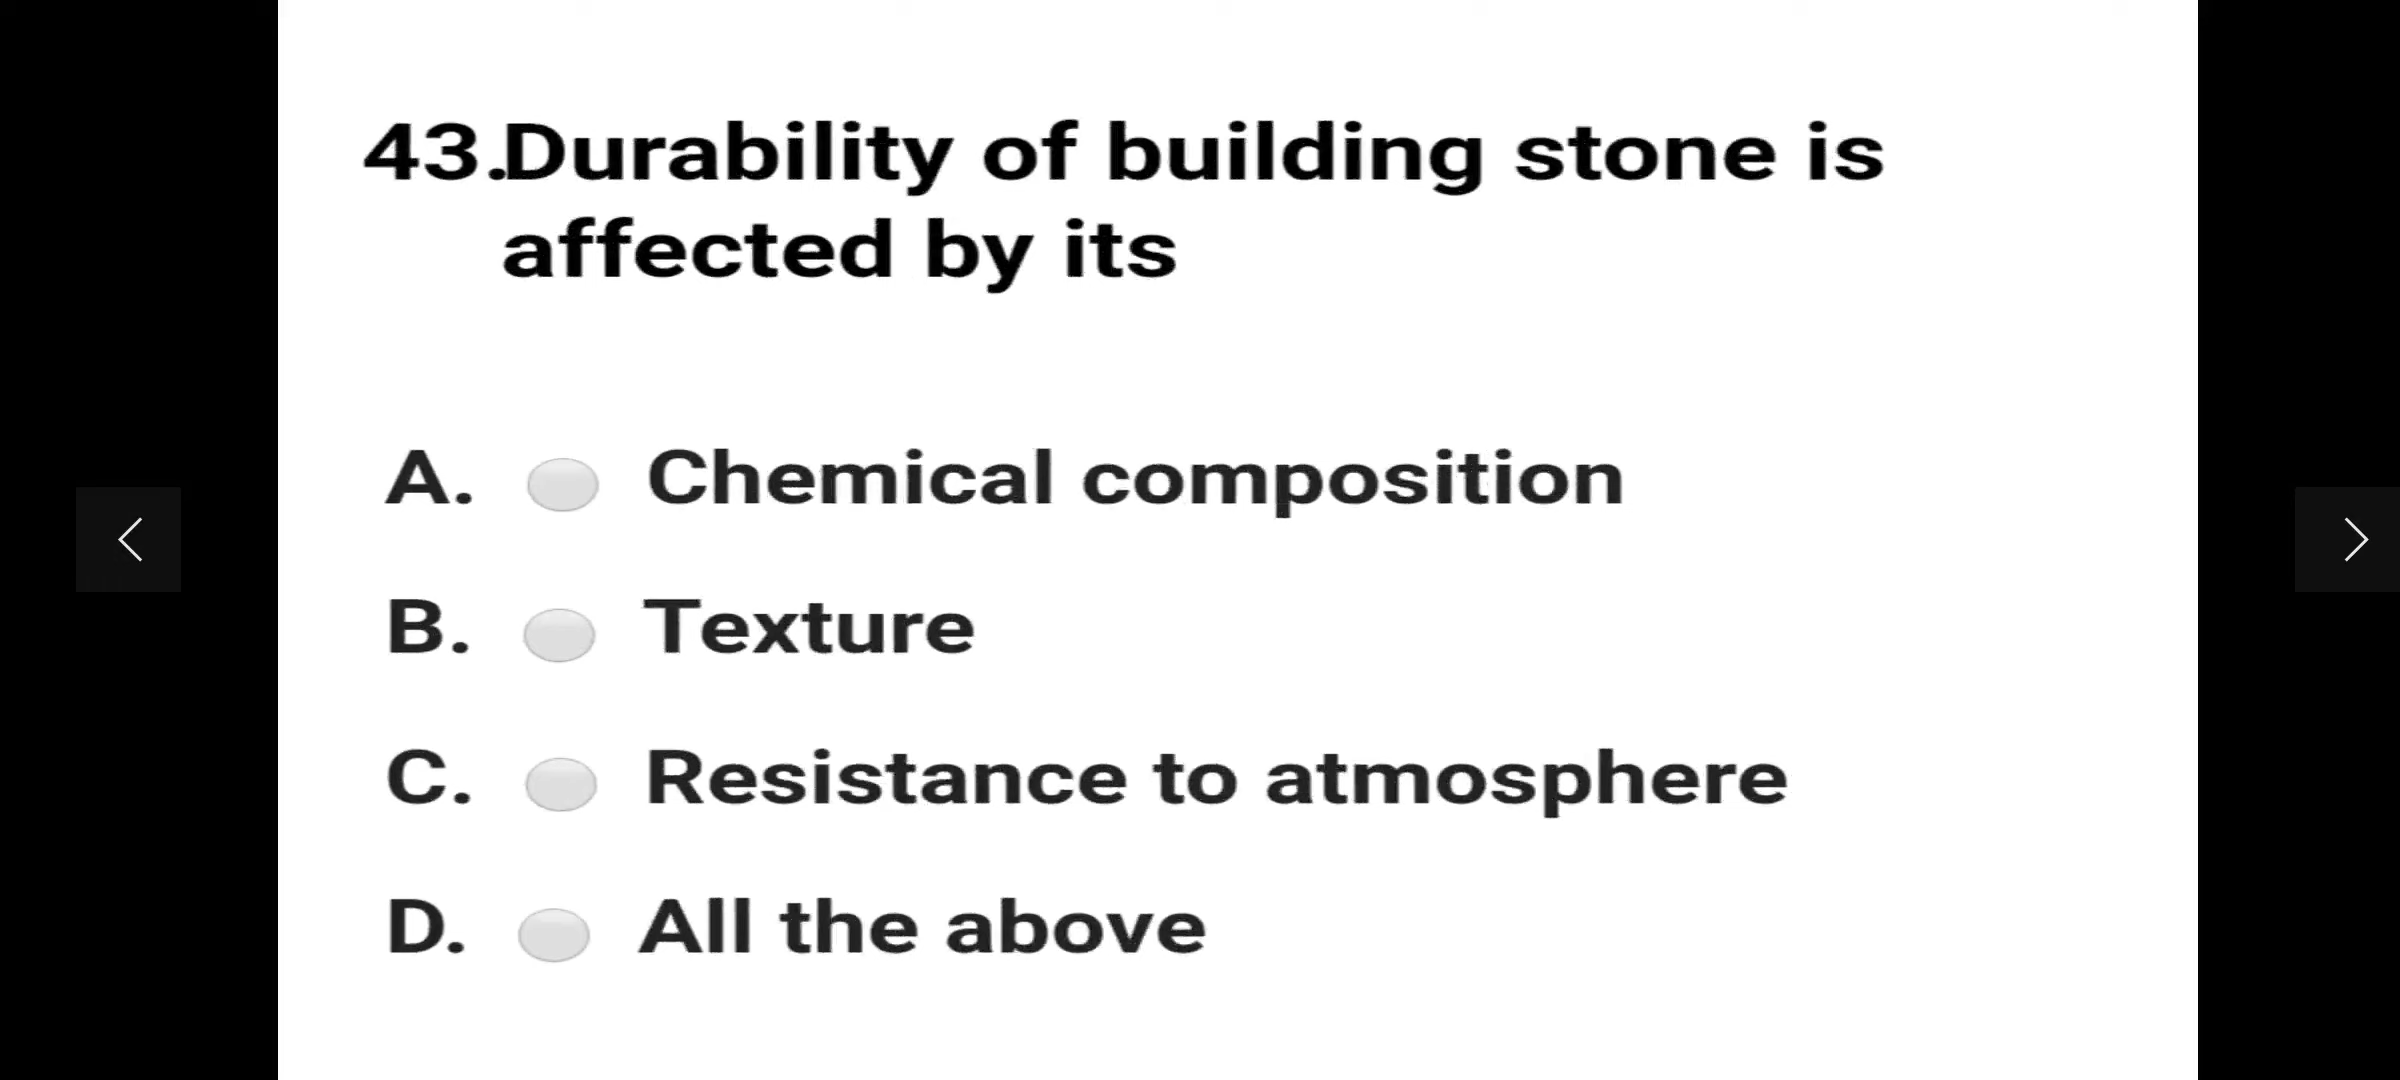 43.Durability of building stone is
affected by its
A. Chemical composition
B. Texture
C. Resistance to atmosphere
D. All the above